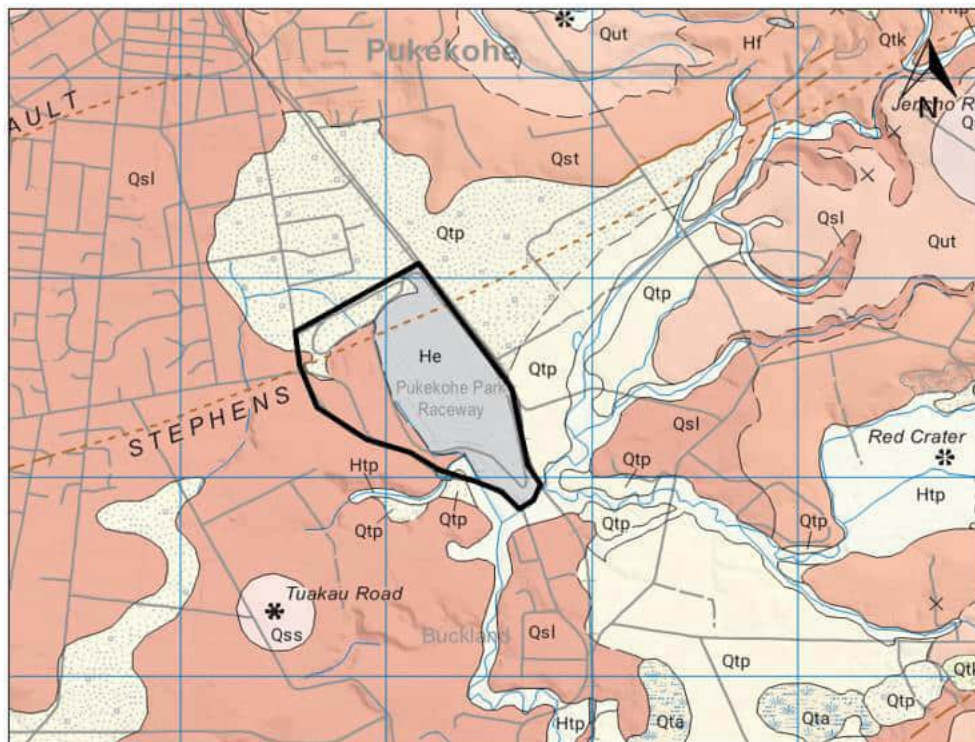 Pukekohe
Qut
Hf
Qtk
Htp
AULT
Jericho R
N
Qsl
Qst
Qtp
Qsl
Qut
Qtp
He
Qtp
Pukekohe Park
Raceway
STEPHENS
Qsl
Red Crater
Htp
Qtp
Htp
Qtp
Qtp
Qtp
Qtp
Tuakau Road
Qss
Buckland
Qsl
Qtp
Qtk
Qtp
Htp
Qta
Qta